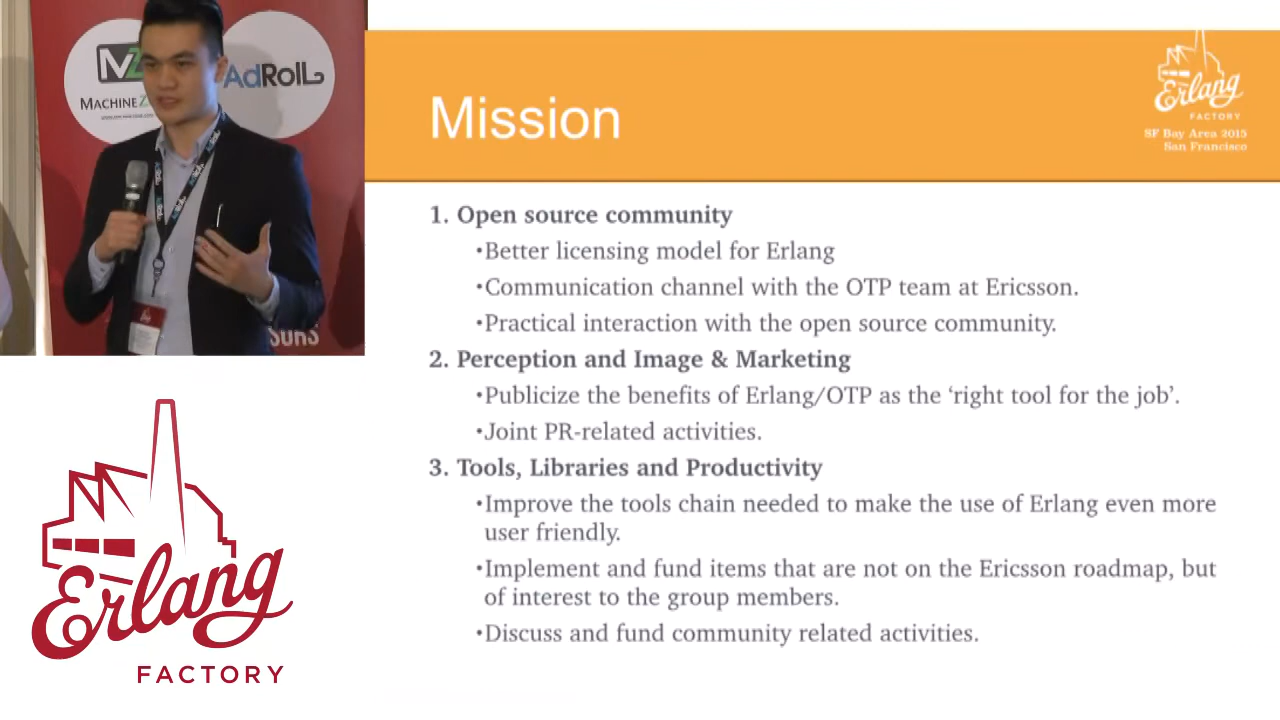 MZ
MACHINE Z
AdRoll
SORS
Mission
Erlang
FACTORY
SF Bay Area 2015
San Francisco
1. Open source community
•Better licensing model for Erlang
•Communication channel with the OTP team at Ericsson.
•Practical interaction with the open source community.
2. Perception and Image & Marketing
•Publicize the benefits of Erlang/OTP as the ‘right tool for the job’.
•Joint PR-related activities.
3. Tools, Libraries and Productivity
•Improve the tools chain needed to make the use of Erlang even more
user friendly.
•Implement and fund items that are not on the Ericsson roadmap, but
of interest to the group members.
•Discuss and fund community related activities.
Erlang
FACTORY